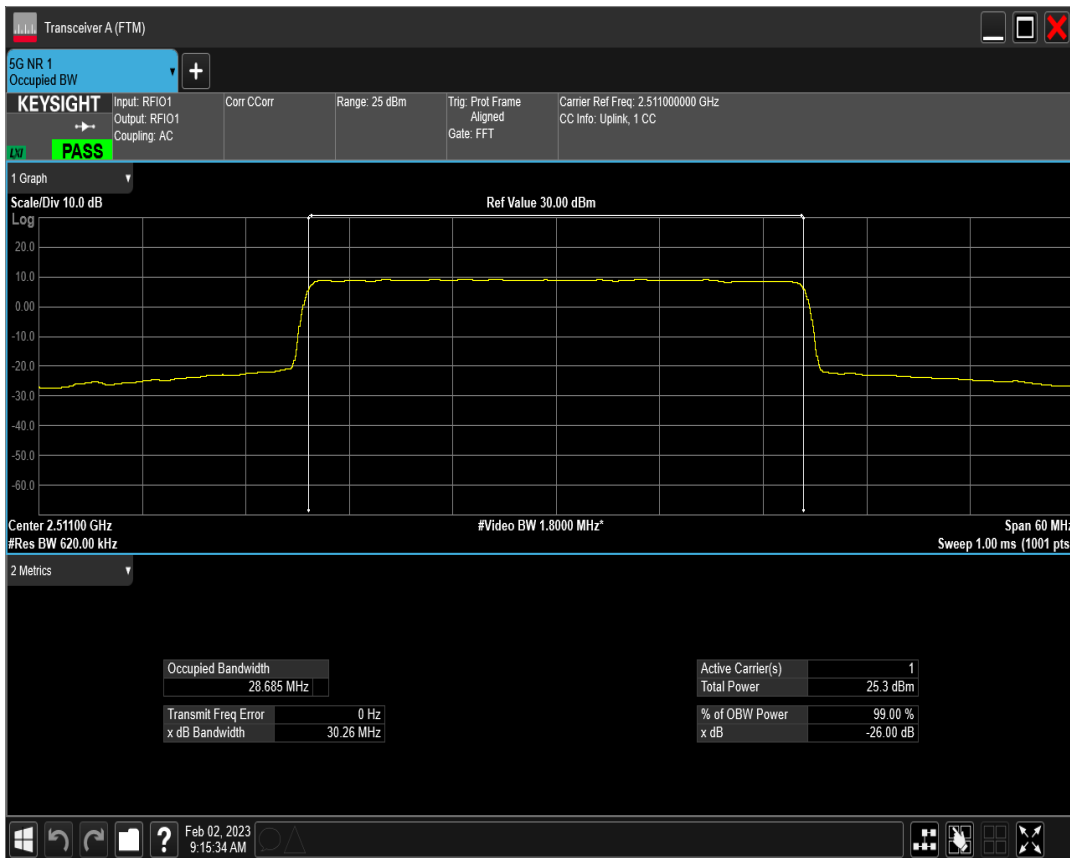 Transceiver A (FTM)
5G NR 1
Occupied BW
+
KEYSIGHT
LXI
PASS
Input: RFIO1
Output: RFIO1
Coupling: AC
Corr CCorr
Range: 25 dBm
Trig: Prot Frame
Aligned
Gate: FFT
Carrier Ref Freq: 2.511000000 GHz
CC Info: Uplink, 1 CC
1 Graph
Scale/Div 10.0 dB
Ref Value 30.00 dBm
Log
20.0
10.0
0.00
-10.0
-20.0
-30.0
-40.0
-50.0
-60.0
Center 2.51100 GHz
#Video BW 1.8000 MHz*
Span 60 MHz
#Res BW 620.00 kHz
Sweep 1.00 ms (1001 pts
2 Metrics
Occupied Bandwidth
28.685 MHz
Transmit Freq Error 0 Hz
x dB Bandwidth 30.26 MHz
Active Carrier(s) 1
Total Power 25.3 dBm
% of OBW Power 99.00 %
x dB -26.00 dB
?
Feb 02, 2023
9:15:34 AM